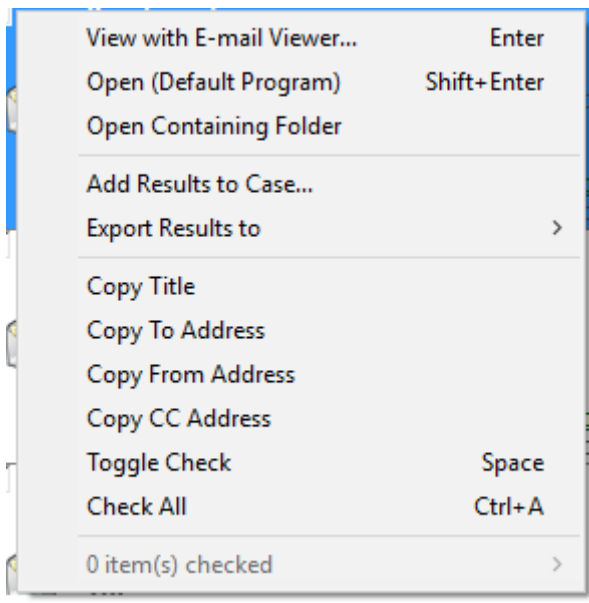 View with E-mail Viewer... Enter
Open (Default Program) Shift+Enter
Open Containing Folder
Add Results to Case...
Export Results to
Copy Title
Copy To Address
Copy From Address
Copy CC Address
Toggle Check Space
Check All Ctrl+A
0 item(s) checked